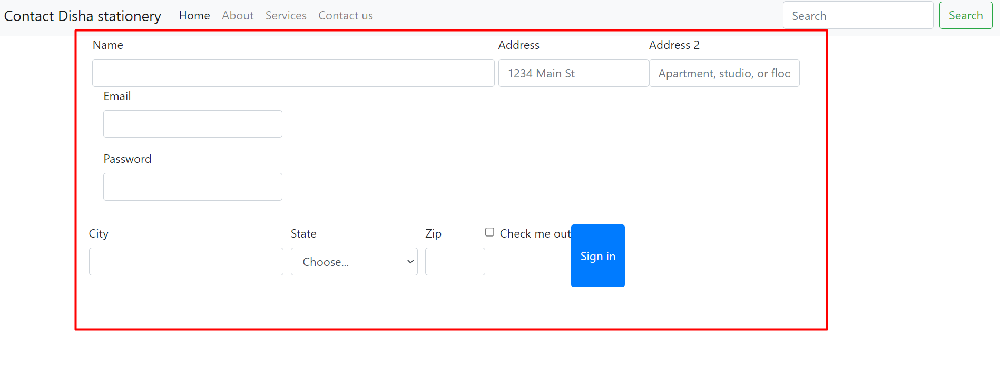 Contact Disha stationery Home About Services Contact us Search Search
Name Address Address 2
1234 Main St Apartment, studio, or floo
Email
Password
City State Zip Check me out
Choose... Sign in